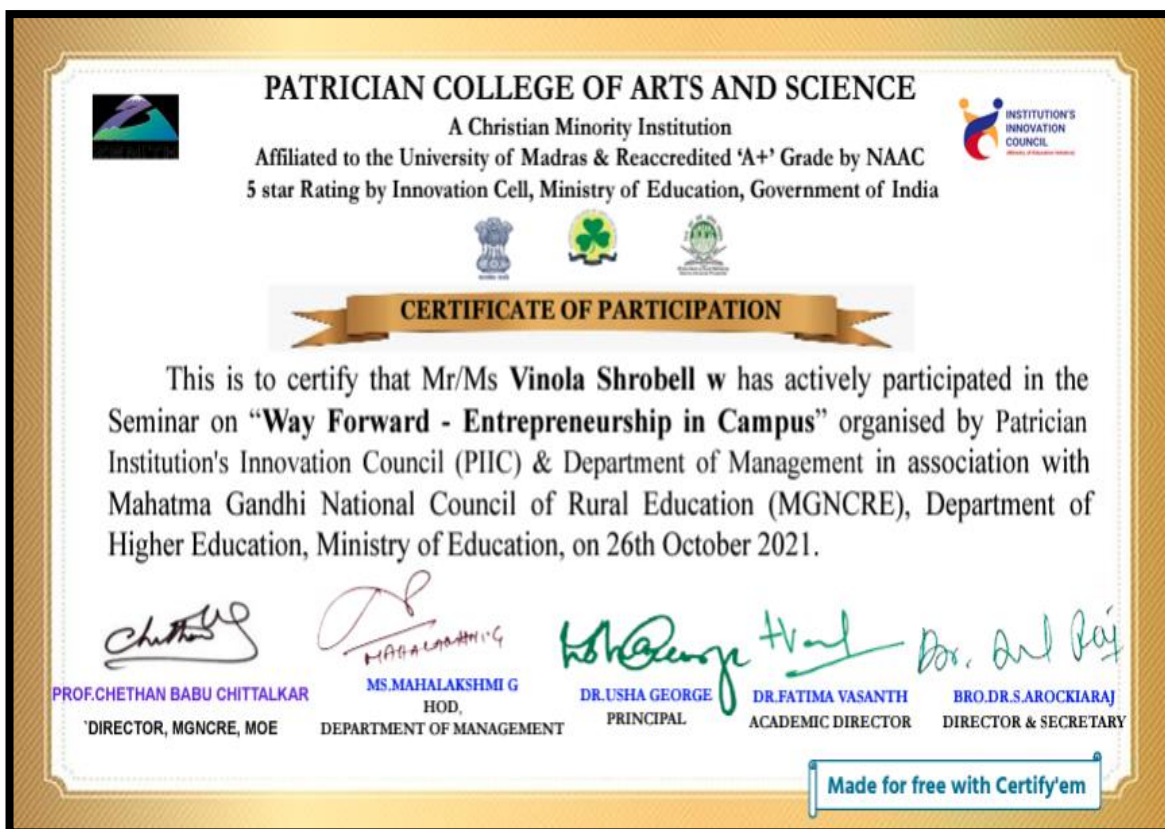 PATRICIAN COLLEGE OF ARTS AND SCIENCE
A Christian Minority Institution
Affiliated to the University of Madras & Reaccredited ‘A+’ Grade by NAAC
5 star Rating by Innovation Cell, Ministry of Education, Government of India
INSTITUTION'S
INNOVATION
COUNCIL
CERTIFICATE OF PARTICIPATION
This is to certify that Mr/Ms Vinola Shrobell w has actively participated in the
Seminar on “Way Forward - Entrepreneurship in Campus” organised by Patrician
Institution's Innovation Council (PIIC) & Department of Management in association with
Mahatma Gandhi National Council of Rural Education (MGNCRE), Department of
Higher Education, Ministry of Education, on 26th October 2021.
MAHALAKSHMI.G
PROF.CHETHAN BABU CHITTALKAR
`DIRECTOR, MGNCRE, MOE
MS.MAHALAKSHMI G
HOD,
DEPARTMENT OF MANAGEMENT
DR.USHA GEORGE
PRINCIPAL
DR.FATIMA VASANTH
ACADEMIC DIRECTOR
BRO.DR.S.AROCKIARAJ
DIRECTOR & SECRETARY
Made for free with Certify'em